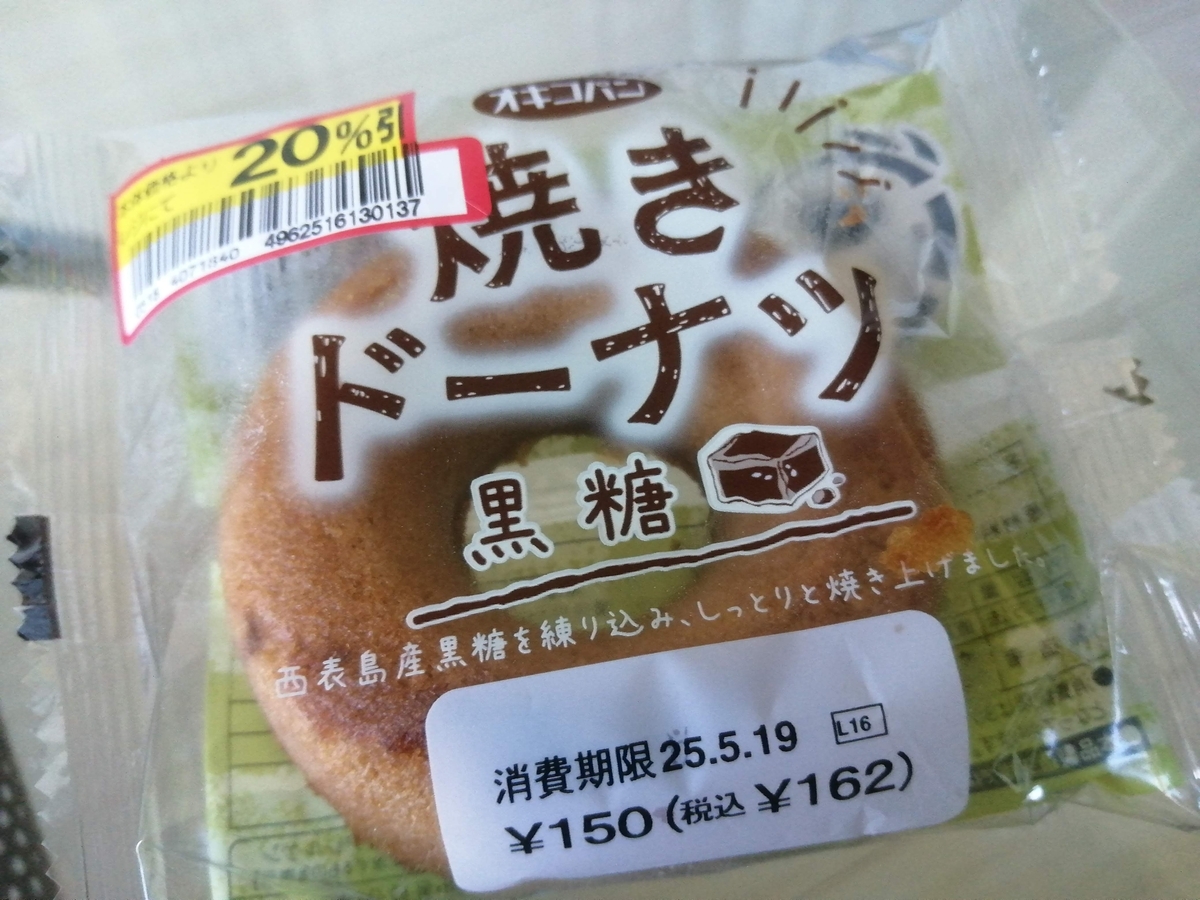 オキコパン
20%引
4962516130137
焼き
ドーナツ
黒糖
西表島産黒糖を練り込み、しっとりと焼き上げました。
消費期限 25.5.19 L16
¥150(税込 ¥162)